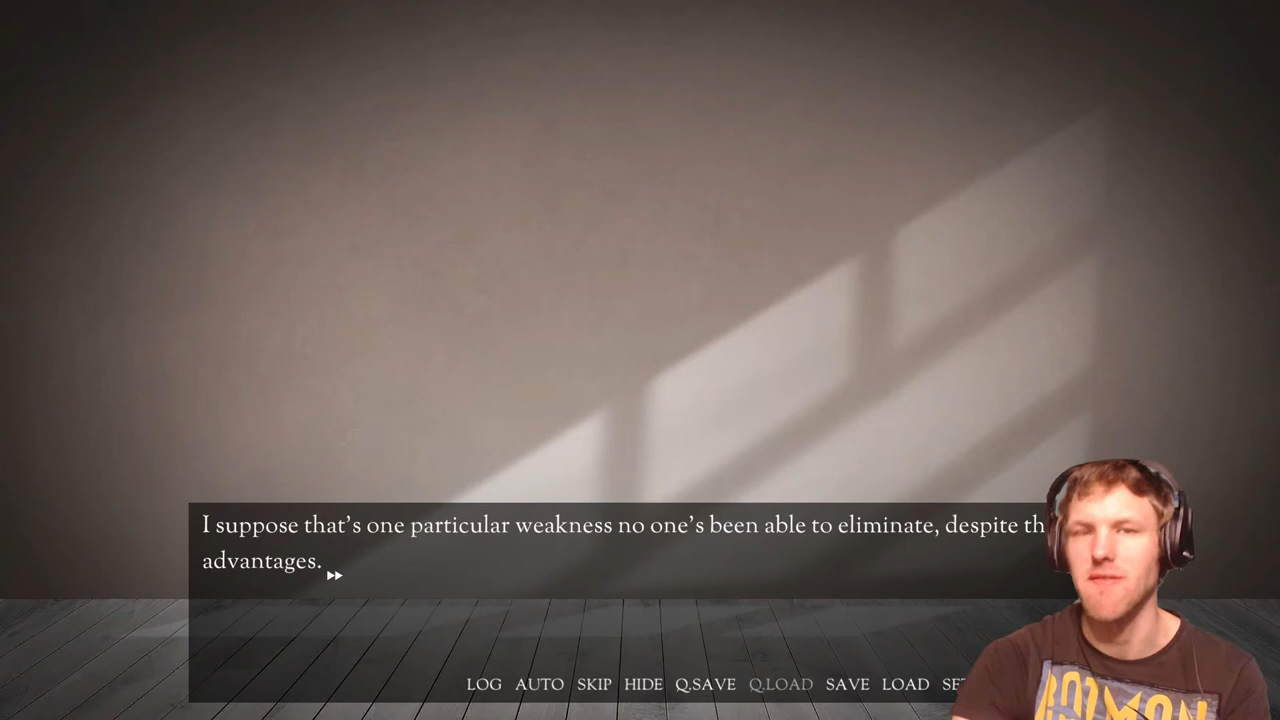 I suppose that's one particular weakness no one's been able to eliminate, despite
advantages.
LOG AUTO SKIP HIDE Q.SAVE Q.LOAD SAVE LOAD